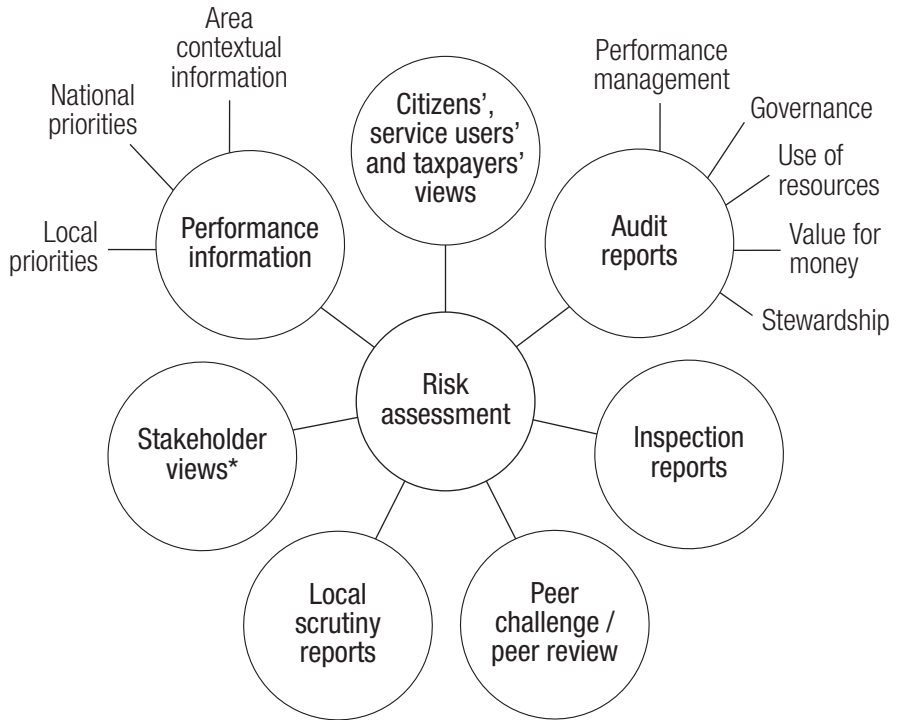 Area
contextual
information
National
priorities
Local
priorities
Performance
information
Citizens’,
service users’
and taxpayers’
views
Performance
management
Governance
Use of
resources
Value for
money
Stewardship
Audit
reports
Risk
assessment
Stakeholder
views*
Inspection
reports
Local
scrutiny
reports
Peer
challenge /
peer review